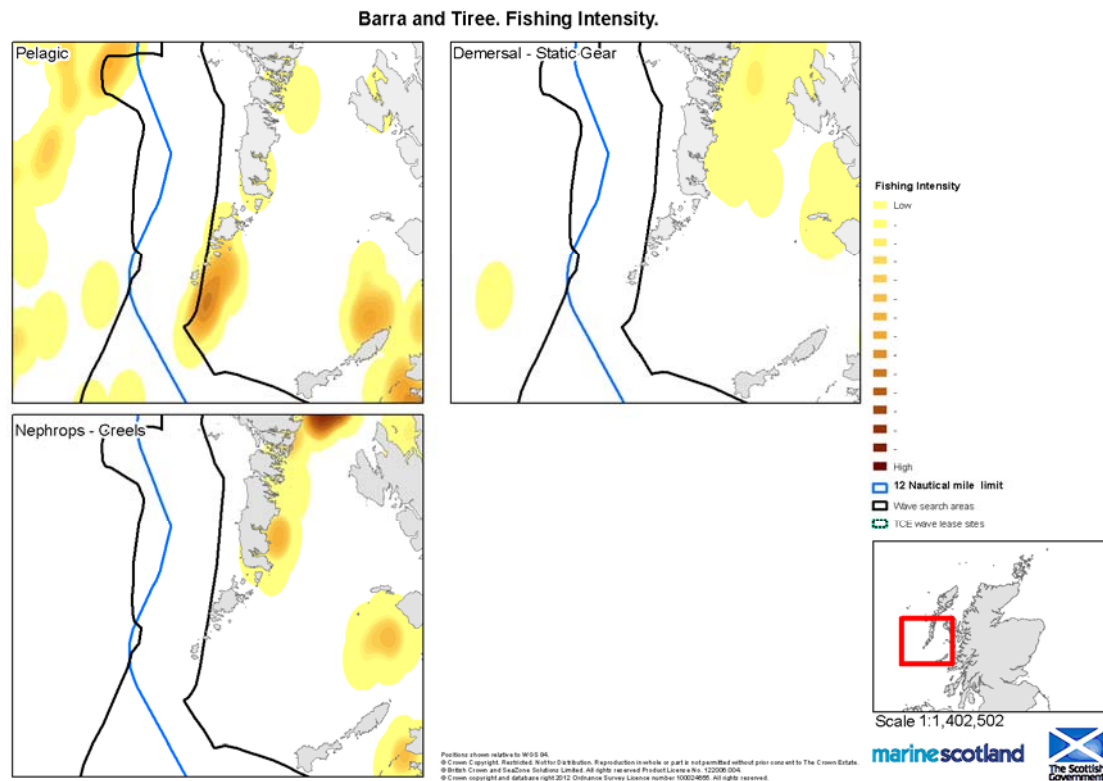 Barra and Tiree. Fishing Intensity.
Pelagic
Demersal - Static Gear
Nephrops - Creels
Fishing Intensity
Low
-
-
-
-
-
-
-
-
-
-
-
-
-
High
12 Nautical mile limit
Wave search areas
TCE wave lease sites
Scale 1:1,402,502
marinescotland
The Scottish
Government
Positions shown relative to WGS 84.
© Crown Copyright. Restricted. Not for Distribution. Reproduction in whole or part is not permitted without prior consent to The Crown Estate.
© British Crown and SeaZone Solutions Limited. All rights reserved Product Licence No. 122006.004.
© Crown copyright and database right 2012 Ordnance Survey Licence number 100024655. All rights reserved.